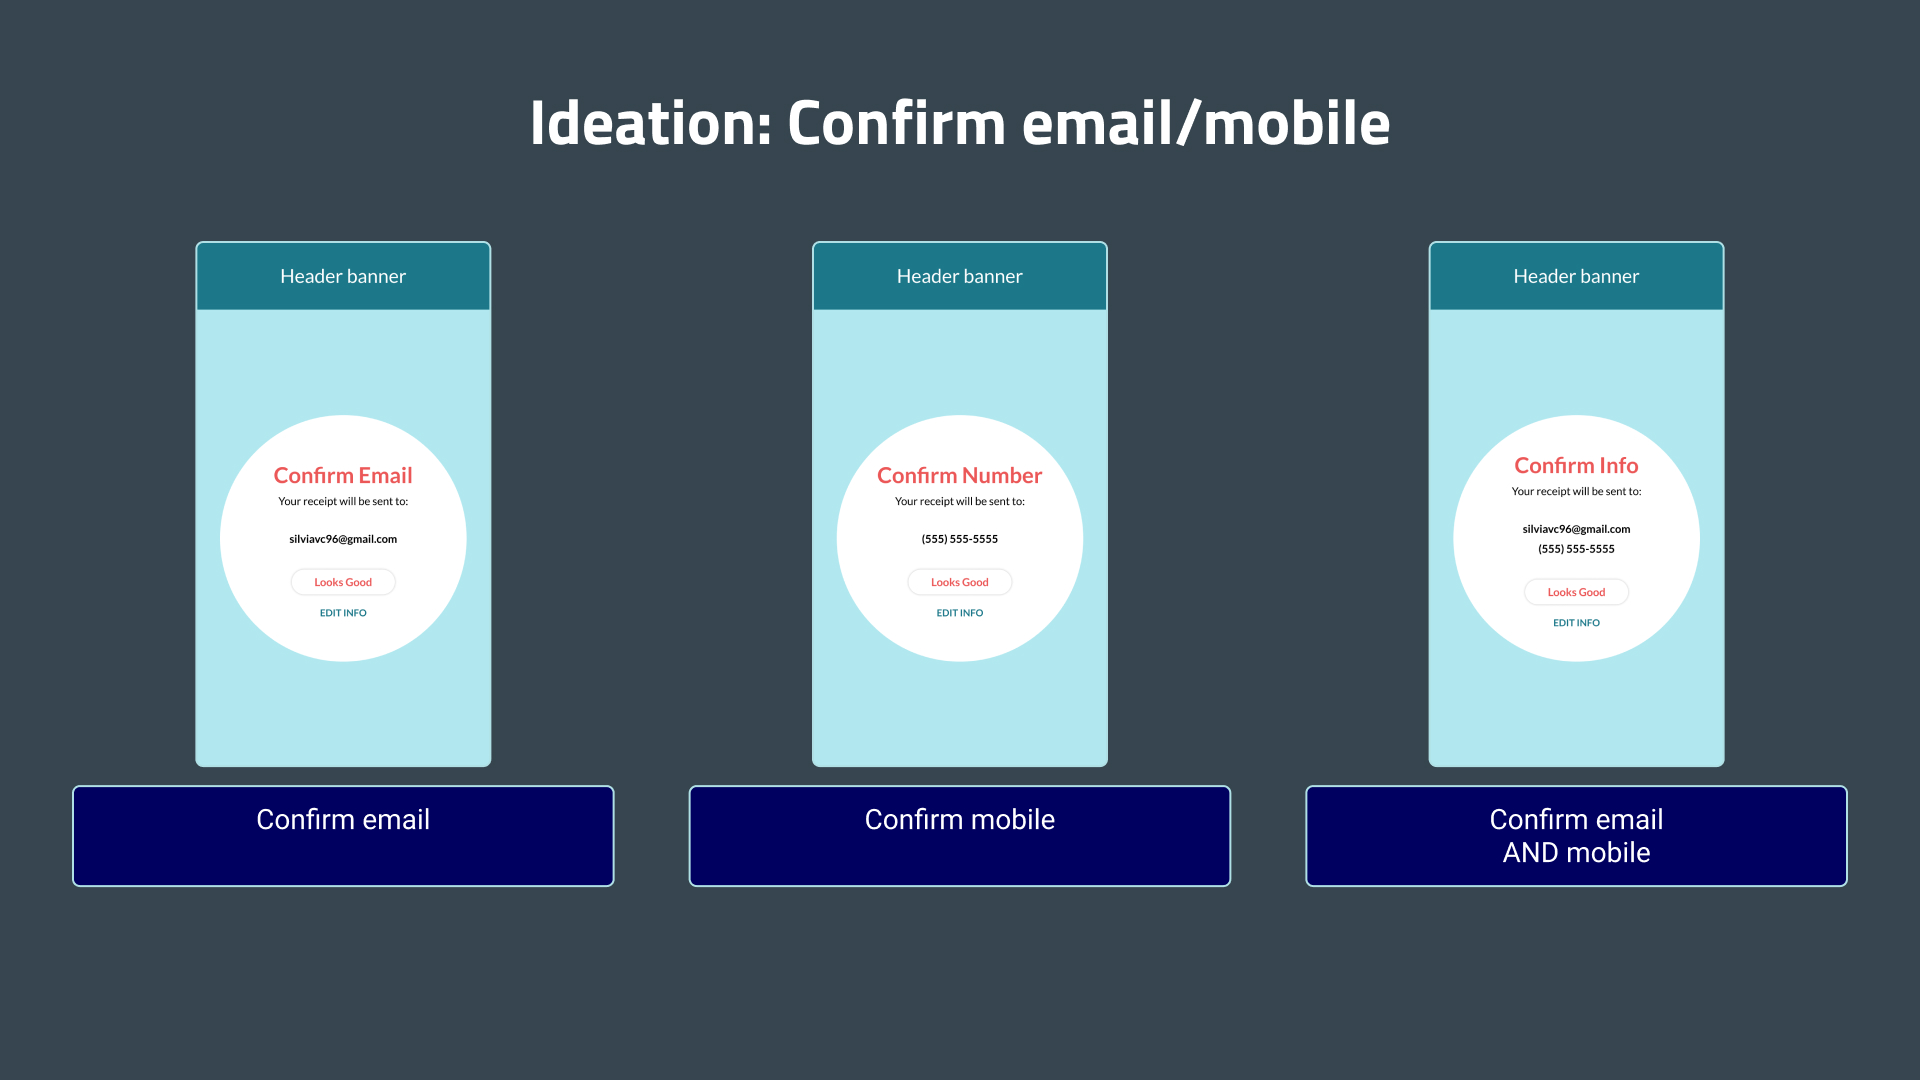 Ideation: Confirm email/mobile
Header banner
Confirm Email
Your receipt will be sent to:
silviavc96@gmail.com
Looks Good
EDIT INFO
Confirm email
Header banner
Confirm Number
Your receipt will be sent to:
(555) 555-5555
Looks Good
EDIT INFO
Confirm mobile
Header banner
Confirm Info
Your receipt will be sent to:
silviavc96@gmail.com
(555) 555-5555
Looks Good
EDIT INFO
Confirm email
AND mobile